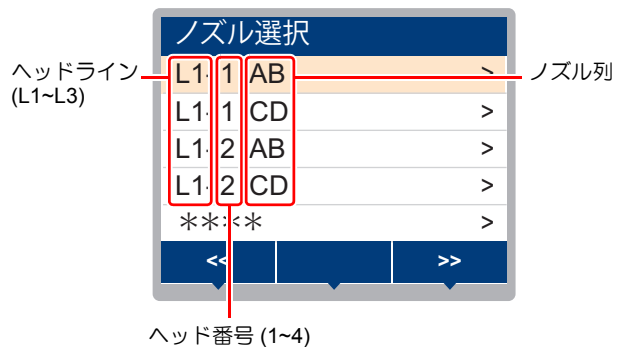 ノズル選択
ヘッドライン
(L1~L3)
L1-1 AB >
ノズル列
L1-1 CD >
L1-2 AB >
L1-2 CD >
＊＊＊＊ >
<< >>
ヘッド番号 (1~4)